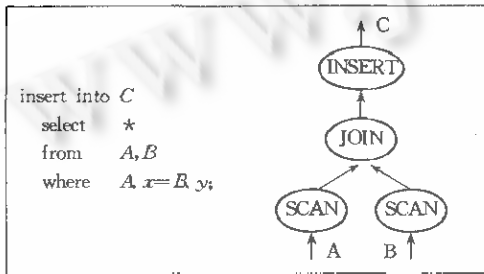 insert into C
select *
from A,B
where A. x=B. y;
C
INSERT
JOIN
SCAN SCAN
A B